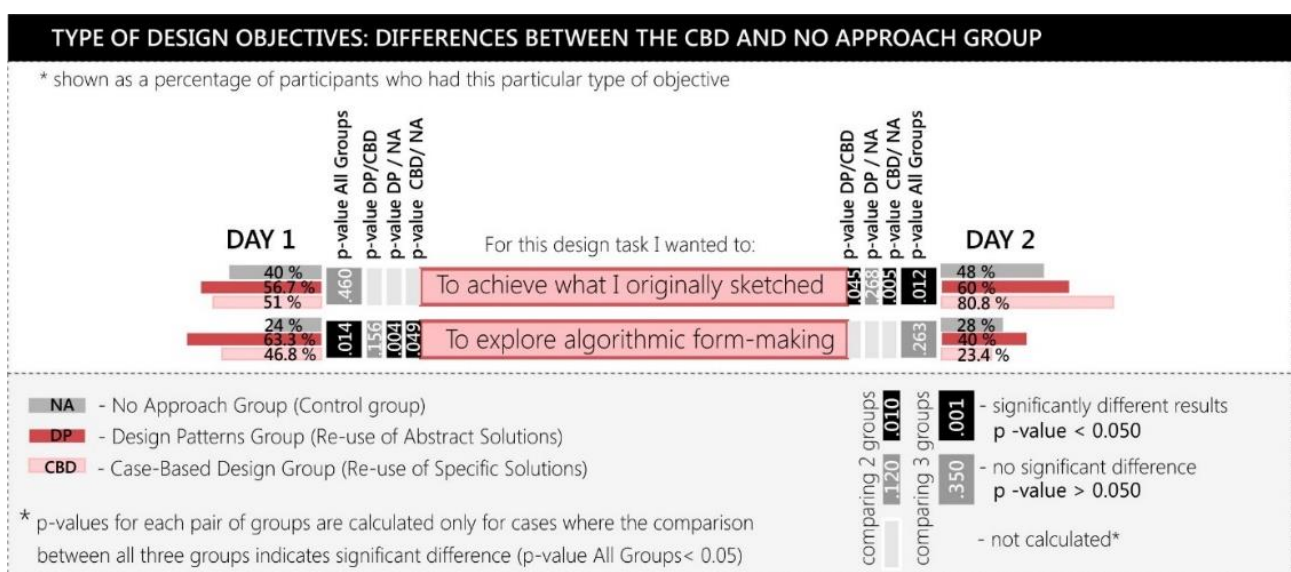 TYPE OF DESIGN OBJECTIVES: DIFFERENCES BETWEEN THE CBD AND NO APPROACH GROUP
* shown as a percentage of participants who had this particular type of objective
DAY 1
p-value All Groups
p-value DP/CBD
p-value DP / NA
p-value CBD/ NA
For this design task I wanted to:
p-value DP/CBD
p-value DP / NA
p-value CBD/ NA
p-value All Groups
DAY 2
40 %
56.7 %
51 %
.460
To achieve what I originally sketched
.045
.268
.005
.012
48 %
60 %
80.8 %
24 %
63.3 %
46.8 %
.014
.156
.004
.049
To explore algorithmic form-making
.263
28 %
40 %
23.4 %
NA - No Approach Group (Control group)
DP - Design Patterns Group (Re-use of Abstract Solutions)
CBD - Case-Based Design Group (Re-use of Specific Solutions)
* p-values for each pair of groups are calculated only for cases where the comparison
between all three groups indicates significant difference (p-value All Groups< 0.05)
comparing 2 groups
.010
.120
comparing 3 groups
.001
.350
- significantly different results
p -value < 0.050
- no significant difference
p -value > 0.050
- not calculated*